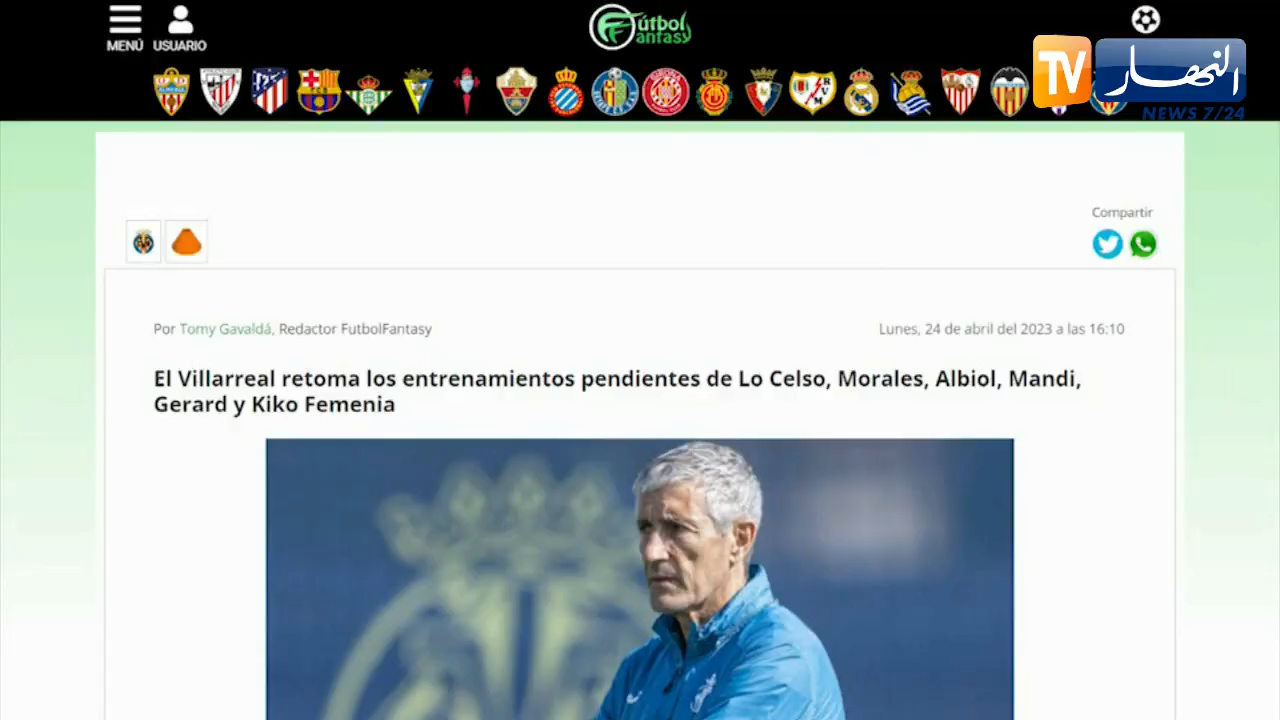 MENÚ
USUARIO
Fútbol
Fantasy
TV
النهار
NEWS 7/24
Compartir
Por Tomy Gavaldá, Redactor FutbolFantasy
Lunes, 24 de abril del 2023 a las 16:10
El Villarreal retoma los entrenamientos pendientes de Lo Celso, Morales, Albiol, Mandi,
Gerard y Kiko Femenia